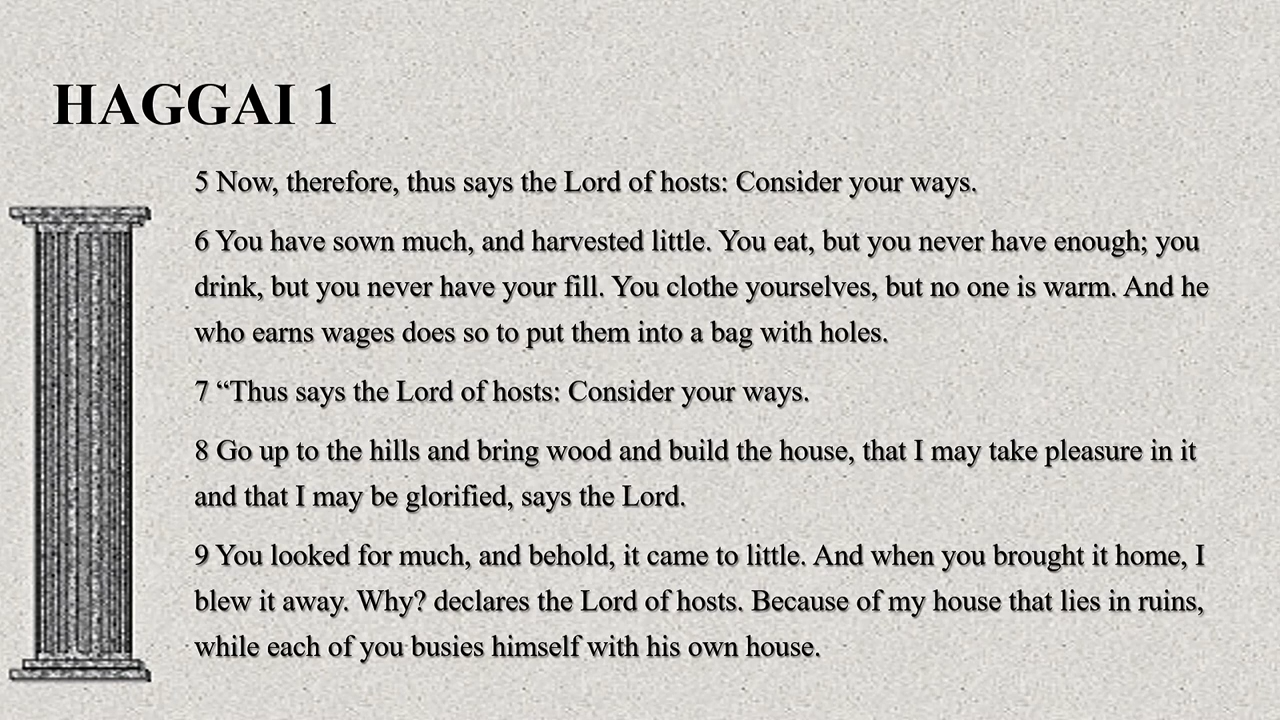 HAGGAI 1
5 Now, therefore, thus says the Lord of hosts: Consider your ways.
6 You have sown much, and harvested little. You eat, but you never have enough; you
drink, but you never have your fill. You clothe yourselves, but no one is warm. And he
who earns wages does so to put them into a bag with holes.
7 “Thus says the Lord of hosts: Consider your ways.
8 Go up to the hills and bring wood and build the house, that I may take pleasure in it
and that I may be glorified, says the Lord.
9 You looked for much, and behold, it came to little. And when you brought it home, I
blew it away. Why? declares the Lord of hosts. Because of my house that lies in ruins,
while each of you busies himself with his own house.